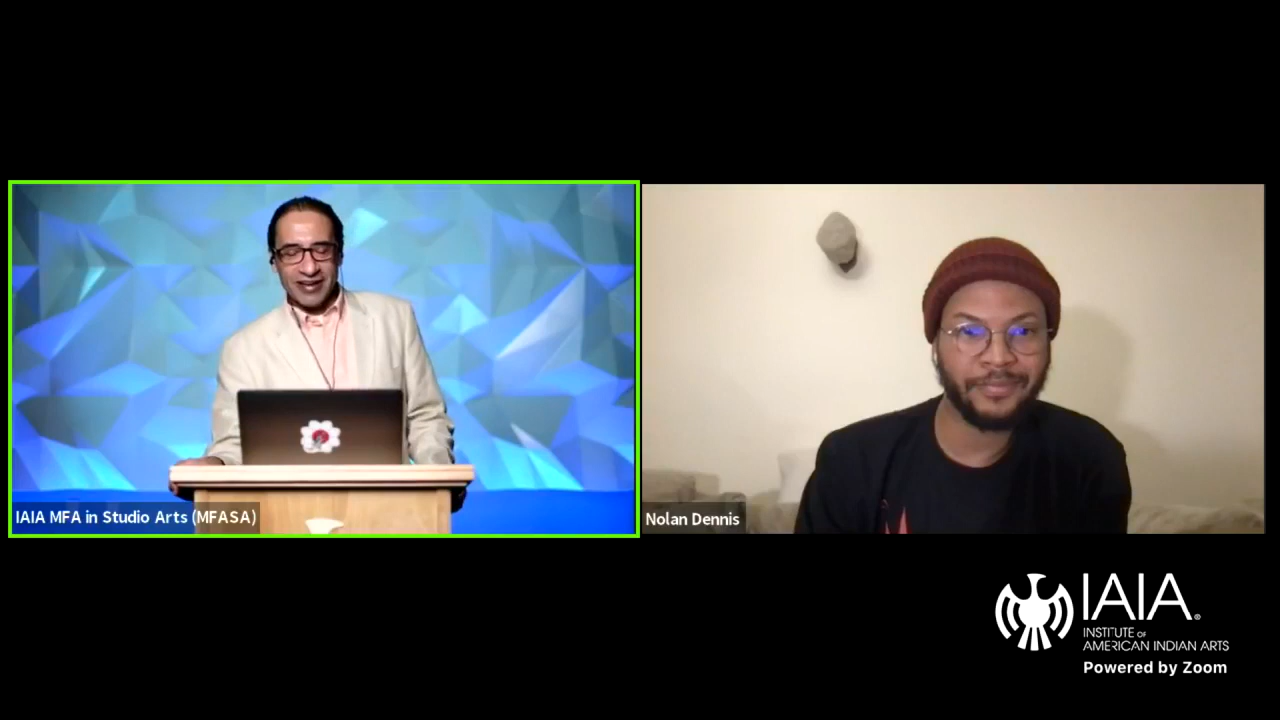 IAIA MFA in Studio Arts (MFASA)
Nolan Dennis
IAIA®
INSTITUTE OF
AMERICAN INDIAN ARTS
Powered by Zoom